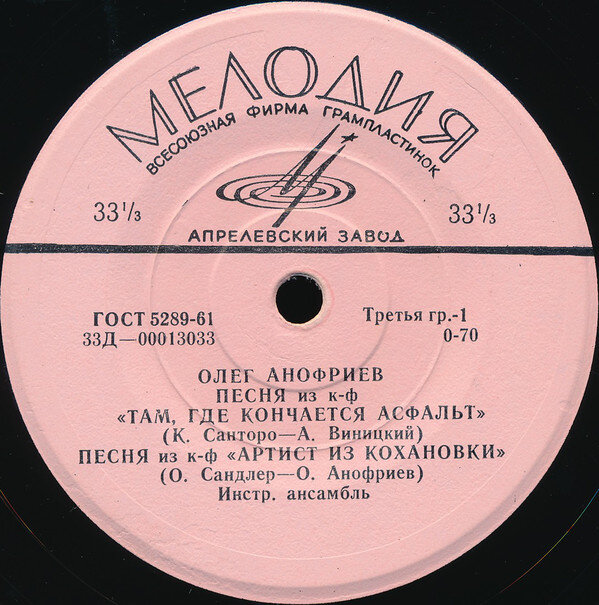 МЕЛОДИЯ
ВСЕСОЮЗНАЯ ФИРМА ГРАМПЛАСТИНОК
33⅓ 33⅓
АПРЕЛЕВСКИЙ ЗАВОД
ГОСТ 5289-61 Третья гр.-1
33Д—00013033 0-70
ОЛЕГ АНОФРИЕВ
ПЕСНЯ из к-ф
«ТАМ, ГДЕ КОНЧАЕТСЯ АСФАЛЬТ»
(К. Санторо—А. Виницкий)
ПЕСНЯ из к-ф «АРТИСТ ИЗ КОХАНОВКИ»
(О. Сандлер—О. Анофриев)
Инстр. ансамбль